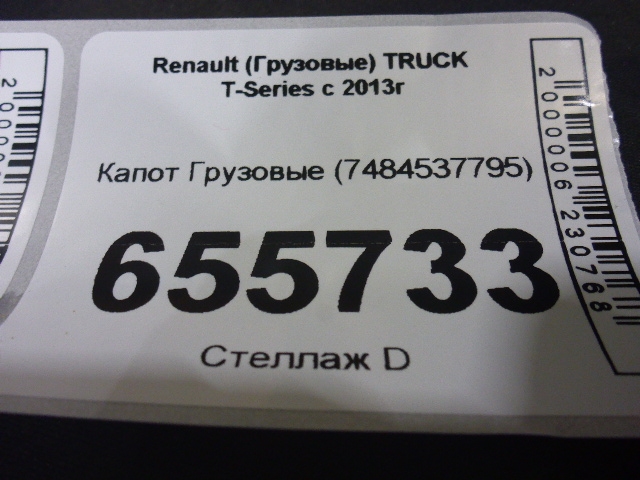 Renault (Грузовые) TRUCK
T-Series с 2013г
Капот Грузовые (7484537795)
655733
Стеллаж D
2000006230768